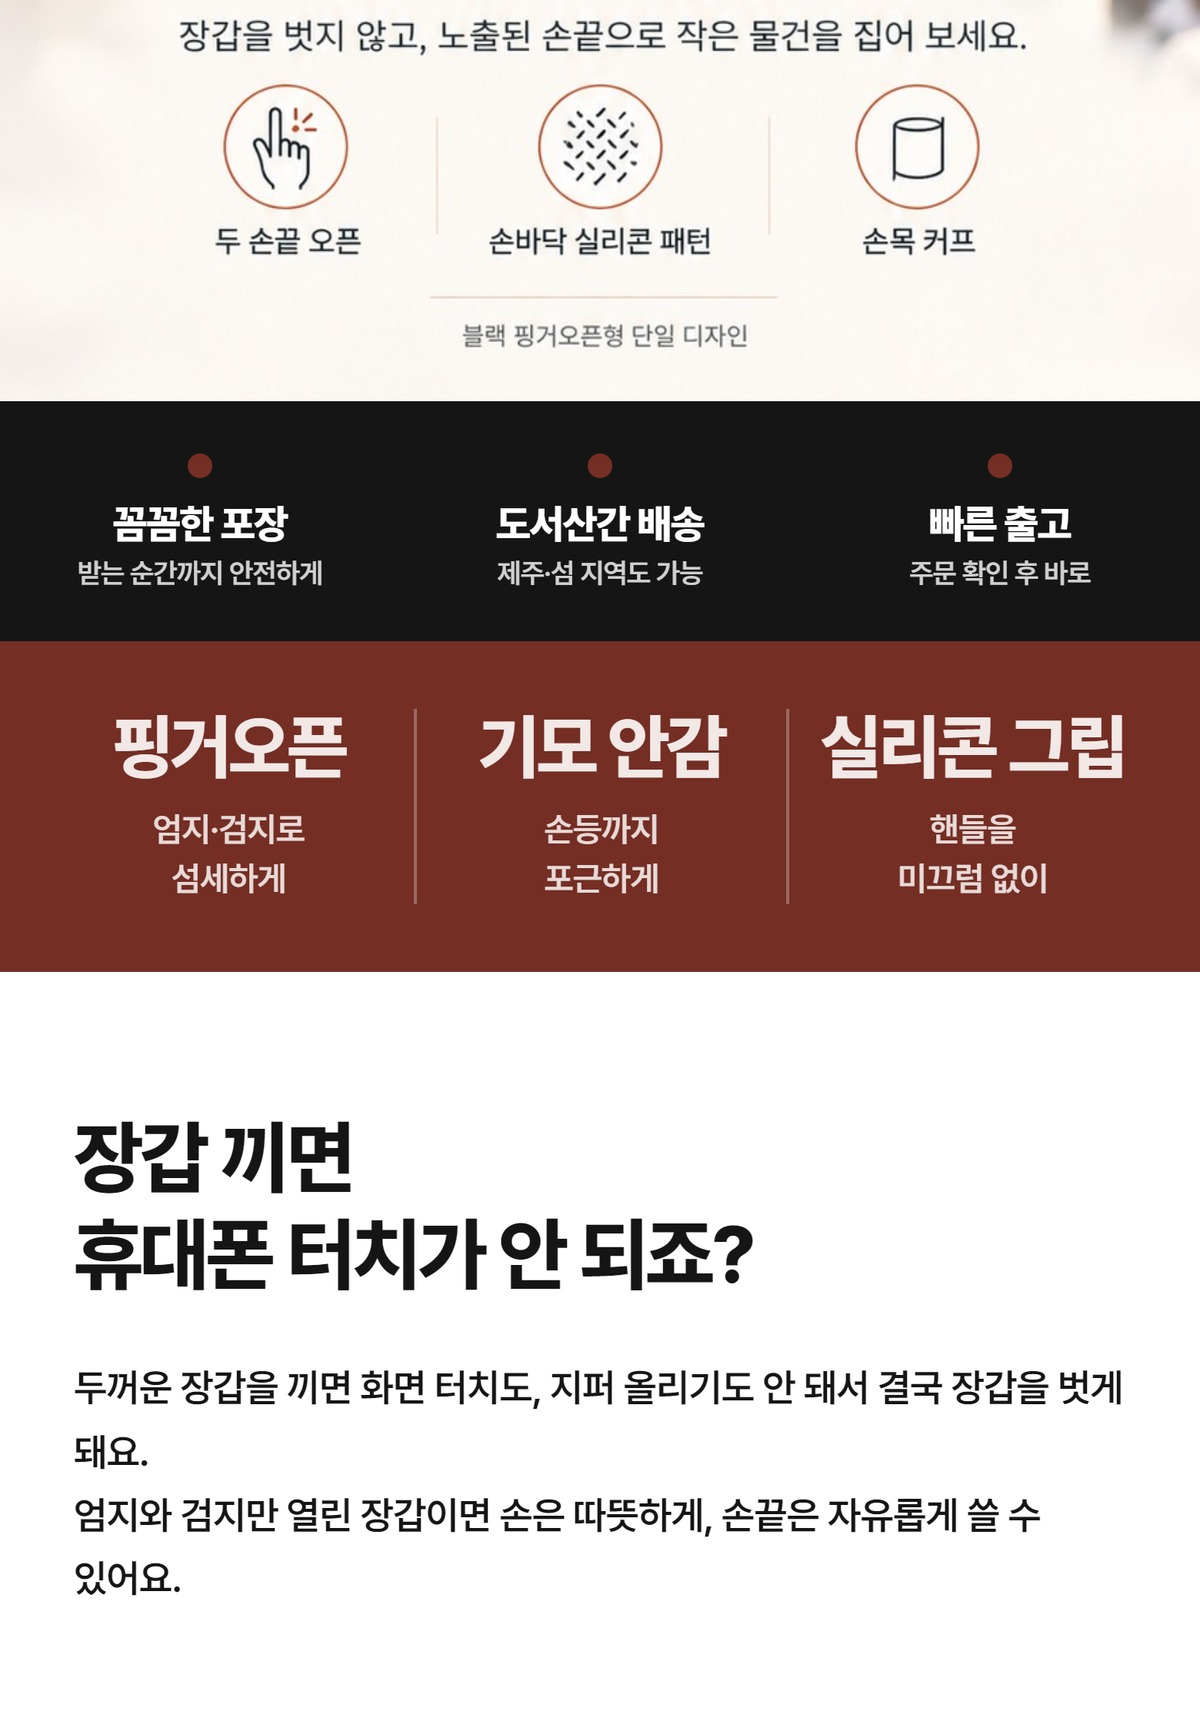 장갑을 벗지 않고, 노출된 손끝으로 작은 물건을 집어 보세요.
두 손끝 오픈
손바닥 실리콘 패턴
손목 커프
블랙 핑거오픈형 단일 디자인
꼼꼼한 포장
받는 순간까지 안전하게
도서산간 배송
제주·섬 지역도 가능
빠른 출고
주문 확인 후 바로
핑거오픈
엄지·검지로
섬세하게
기모 안감
손등까지
포근하게
실리콘 그립
핸들을
미끄럼 없이
장갑 끼면
휴대폰 터치가 안 되죠?
두꺼운 장갑을 끼면 화면 터치도, 지퍼 올리기도 안 돼서 결국 장갑을 벗게
돼요.
엄지와 검지만 열린 장갑이면 손은 따뜻하게, 손끝은 자유롭게 쓸 수
있어요.